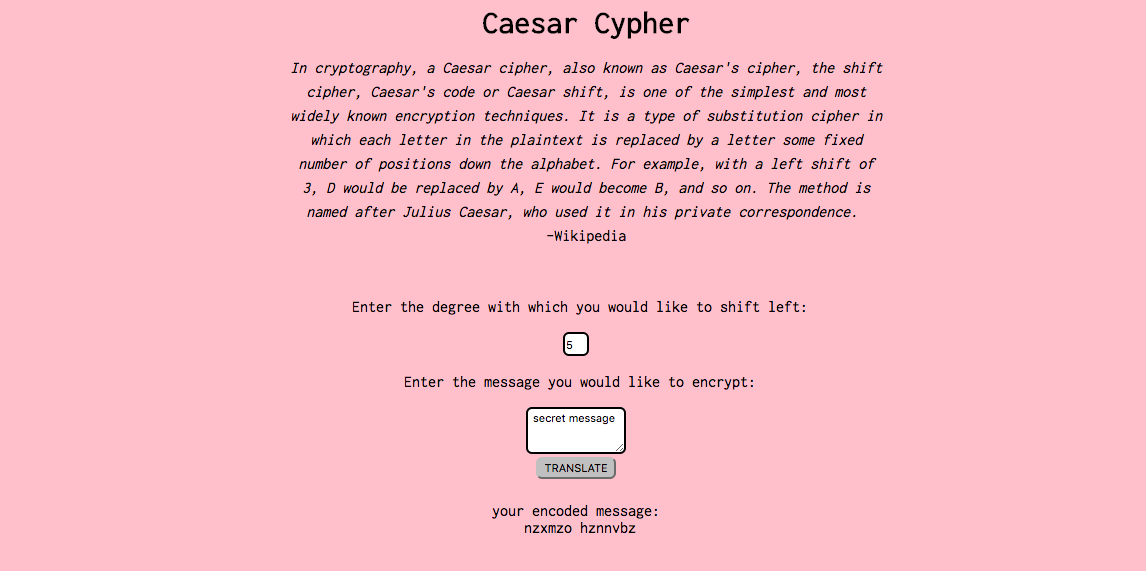 Caesar Cypher
In cryptography, a Caesar cipher, also known as Caesar's cipher, the shift
cipher, Caesar's code or Caesar shift, is one of the simplest and most
widely known encryption techniques. It is a type of substitution cipher in
which each letter in the plaintext is replaced by a letter some fixed
number of positions down the alphabet. For example, with a left shift of
3, D would be replaced by A, E would become B, and so on. The method is
named after Julius Caesar, who used it in his private correspondence.
-Wikipedia
Enter the degree with which you would like to shift left:
5
Enter the message you would like to encrypt:
secret message
TRANSLATE
your encoded message:
nzxmzo hznnvbz